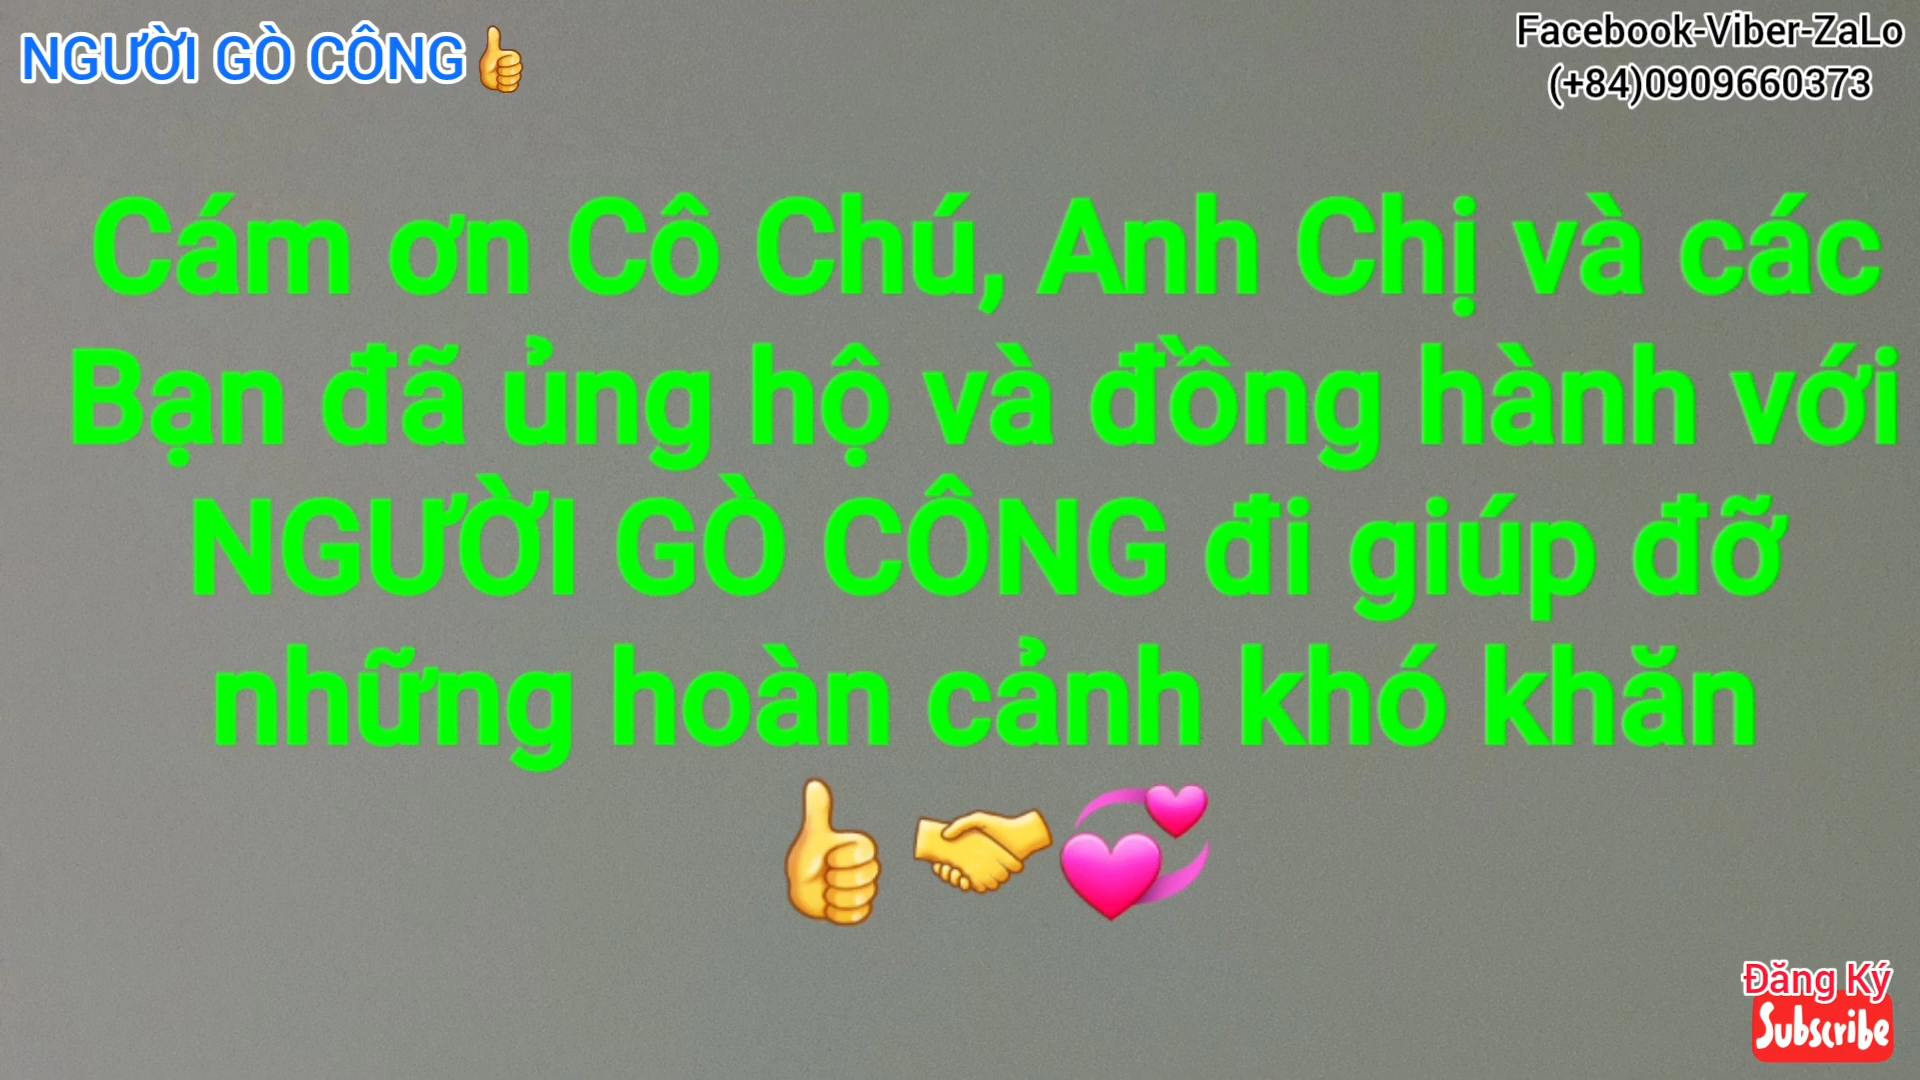 NGƯỜI GÒ CÔNG👍
Facebook-Viber-ZaLo
(+84)0909660373
Cám ơn Cô Chú, Anh Chị và các
Bạn đã ủng hộ và đồng hành với
NGƯỜI GÒ CÔNG đi giúp đỡ
những hoàn cảnh khó khăn
👍🤝💞
Đăng Ký
Subscribe